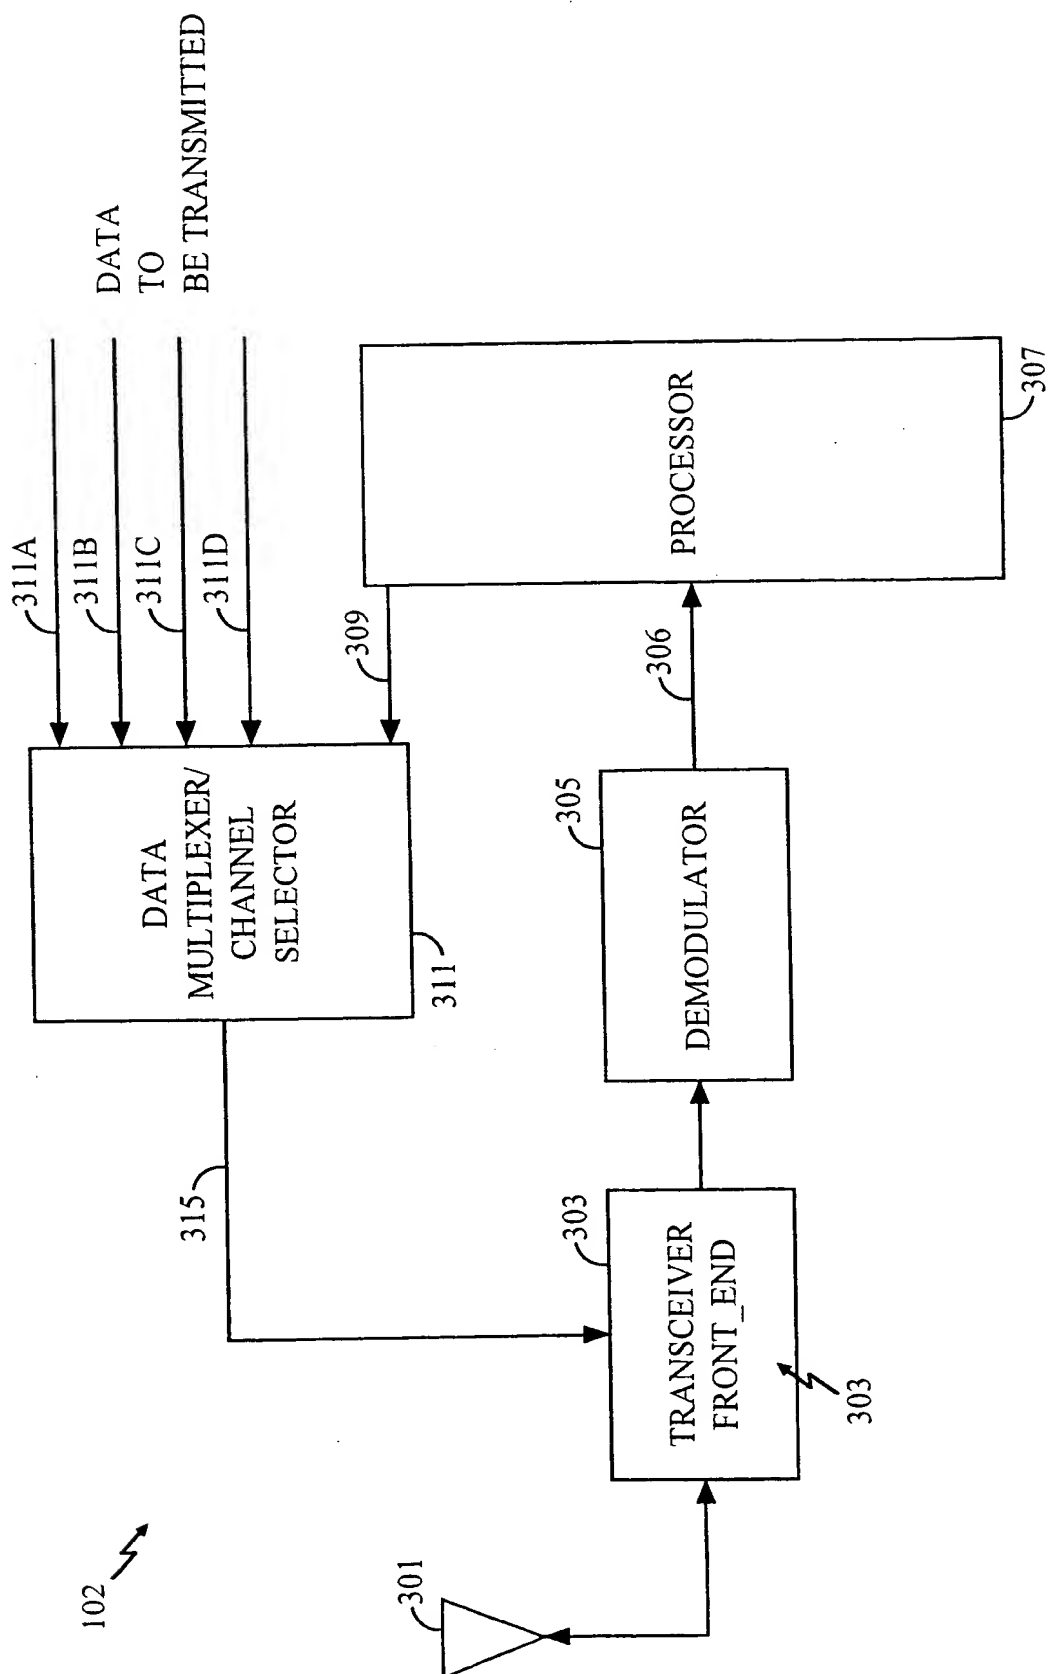 102
301
303
TRANSCEIVER
FRONT_END
303
315
DATA
MULTIPLEXER/
CHANNEL
SELECTOR
311
305
DEMODULATOR
306
309
PROCESSOR
307
311A
311B
311C
311D
DATA
TO
BE TRANSMITTED